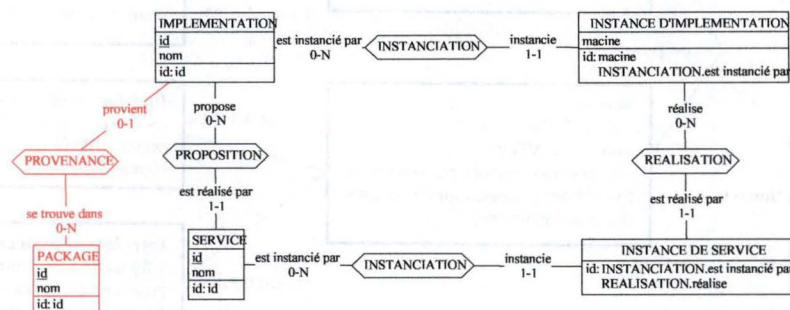 IMPLEMENTATION
id
nom
id: id
est instancié par
0-N
INSTANCIATION
instancie
1-1
INSTANCE D'IMPLEMENTATION
macine
id: macine
INSTANCIATION.est instancié par
provient
0-1
propose
0-N
réalise
0-N
PROVENANCE
PROPOSITION
REALISATION
se trouve dans
0-N
est réalisé par
1-1
est réalisé par
1-1
PACKAGE
id
nom
id: id
SERVICE
id
nom
id: id
est instancié par
0-N
INSTANCIATION
instancie
1-1
INSTANCE DE SERVICE
id: INSTANCIATION.est instancié par
REALISATION.réalise